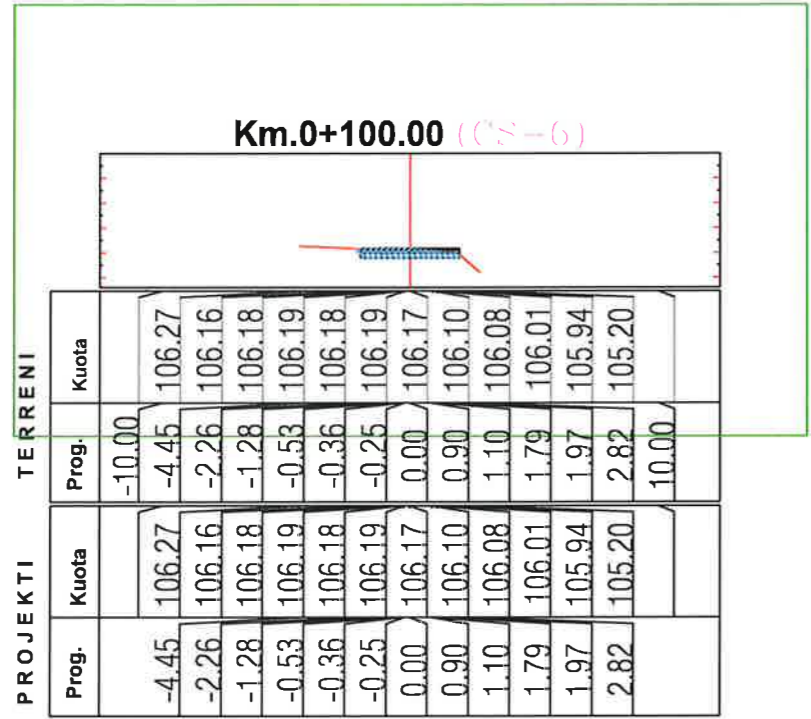 Km.0+100.00 (CS-6)
TERRENI
Kuota 106.27 106.16 106.18 106.19 106.18 106.19 106.17 106.10 106.08 106.01 105.94 105.20
Prog. -10.00 -4.45 -2.26 -1.28 -0.53 -0.36 -0.25 0.00 0.90 1.10 1.79 1.97 2.82 10.00
PROJEKTI
Kuota 106.27 106.16 106.18 106.19 106.18 106.19 106.17 106.10 106.08 106.01 105.94 105.20
Prog. -4.45 -2.26 -1.28 -0.53 -0.36 -0.25 0.00 0.90 1.10 1.79 1.97 2.82